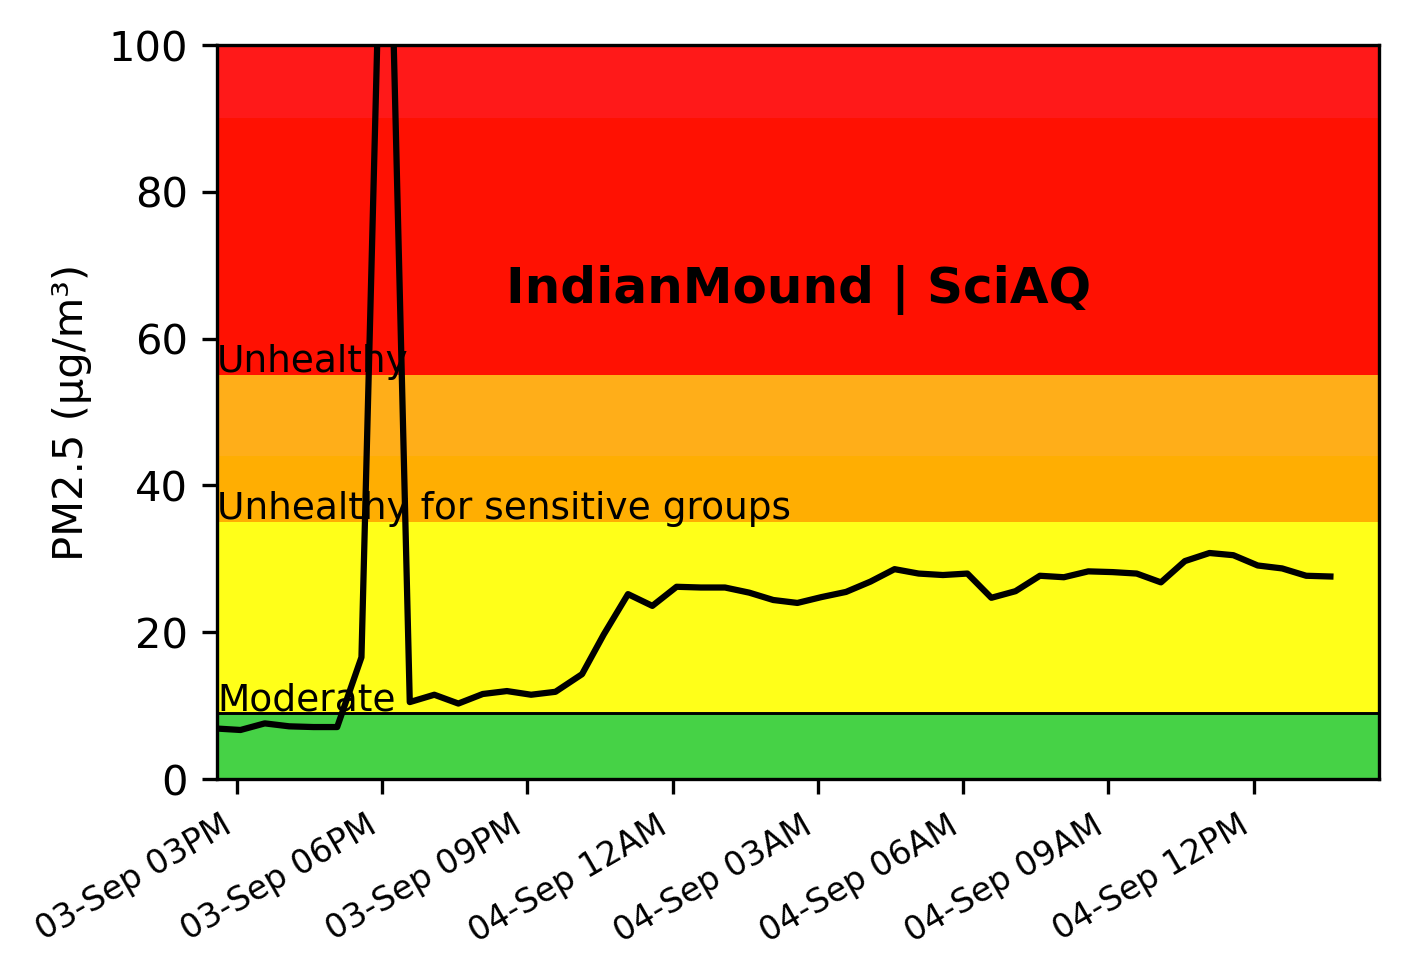 100
80
60
40
20
0
PM2.5 (µg/m³)
IndianMound | SciAQ
Unhealthy
Unhealthy for sensitive groups
Moderate
03-Sep 03PM
03-Sep 06PM
03-Sep 09PM
04-Sep 12AM
04-Sep 03AM
04-Sep 06AM
04-Sep 09AM
04-Sep 12PM